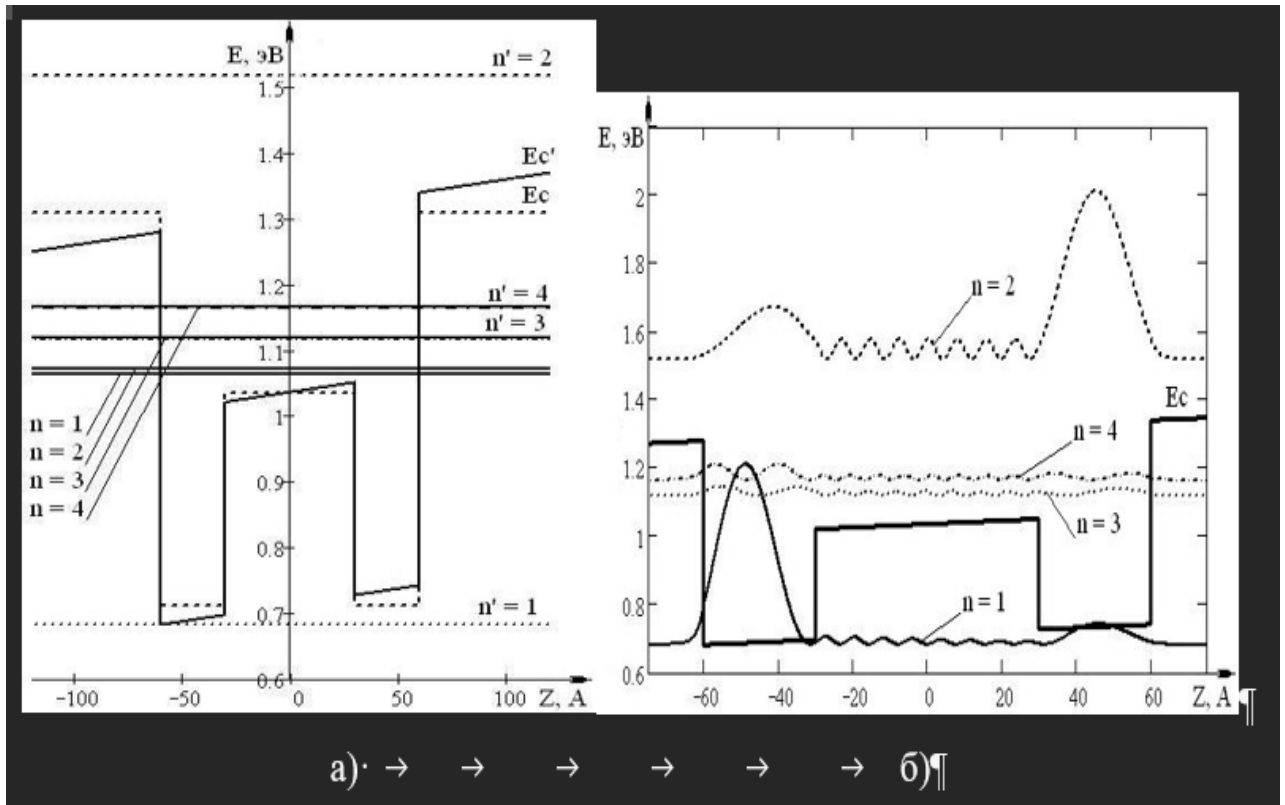 E, эВ
n' = 2
1.5
1.4
Ec'
Ec
1.3
1.2
n' = 4
n' = 3
1.1
n = 1
1
n = 2
n = 3
n = 4
0.9
0.8
0.7
n' = 1
0.6
−100 −50 0 50 100 Z, A
E, эВ
2
1.8
n = 2
1.6
1.4
Ec
n = 4
1.2
n = 3
1
n = 1
0.8
0.6
−60 −40 −20 0 20 40 60 Z, A ¶
а)· → → → → → → б)¶